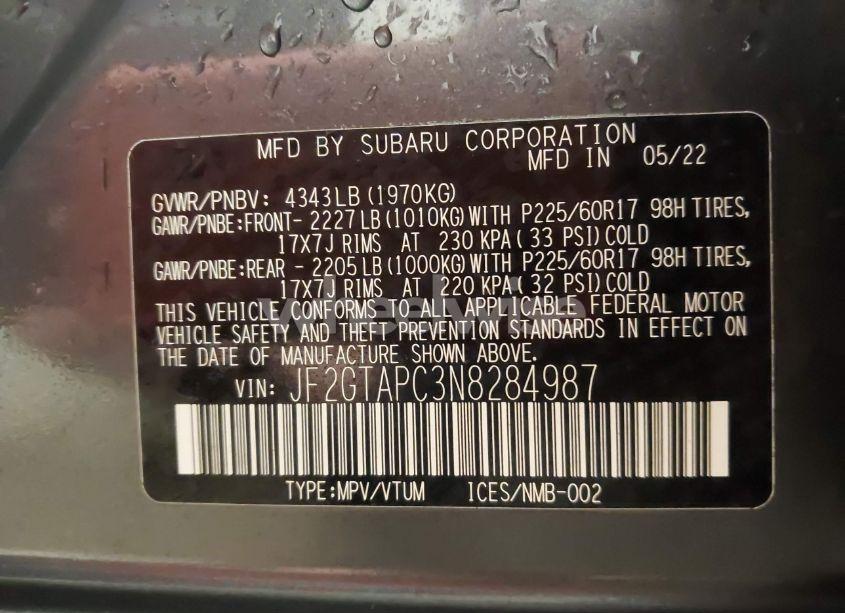 MFD BY SUBARU CORPORATION
MFD IN 05/22
GVWR/PNBV: 4343LB (1970KG)
GAWR/PNBE:FRONT- 2227LB (1010KG) WITH P225/60R17 98H TIRES,
17X7J RIMS AT 230 KPA ( 33 PSI) COLD
GAWR/PNBE:REAR - 2205LB (1000KG) WITH P225/60R17 98H TIRES,
17X7J RIMS AT 220 KPA ( 32 PSI) COLD
THIS VEHICLE CONFORMS TO ALL APPLICABLE FEDERAL MOTOR
VEHICLE SAFETY AND THEFT PREVENTION STANDARDS IN EFFECT ON
THE DATE OF MANUFACTURE SHOWN ABOVE.
VIN: JF2GTAPC3N8284987
TYPE:MPV/VTUM ICES/NMB-002